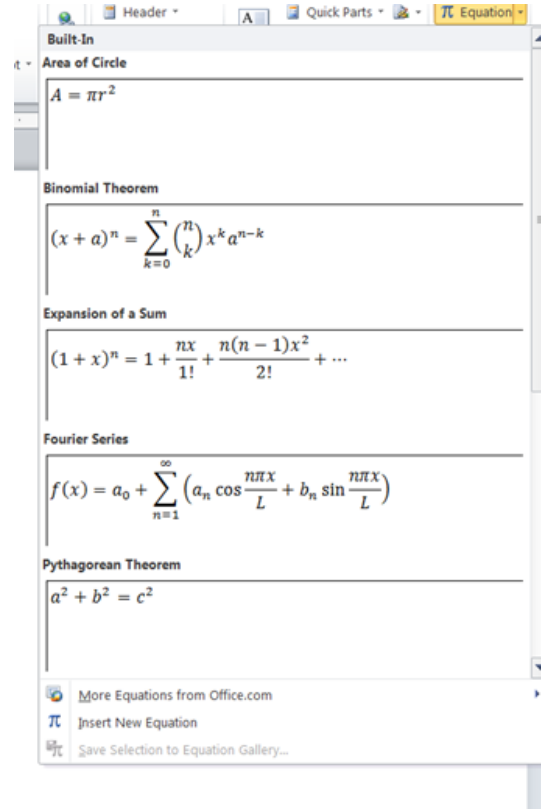 Header
A
Quick Parts
π Equation
Built-In
t
Area of Circle
A = πr²
Binomial Theorem
(x + a)ⁿ = ∑ₖ₌₀ⁿ (n k) xᵏaⁿ⁻ᵏ
Expansion of a Sum
(1 + x)ⁿ = 1 + nx/1! + n(n − 1)x²/2! + ⋯
Fourier Series
f(x) = a₀ + ∑ₙ₌₁^∞ (aₙ cos nπx/L + bₙ sin nπx/L)
Pythagorean Theorem
a² + b² = c²
More Equations from Office.com
π Insert New Equation
π Save Selection to Equation Gallery...